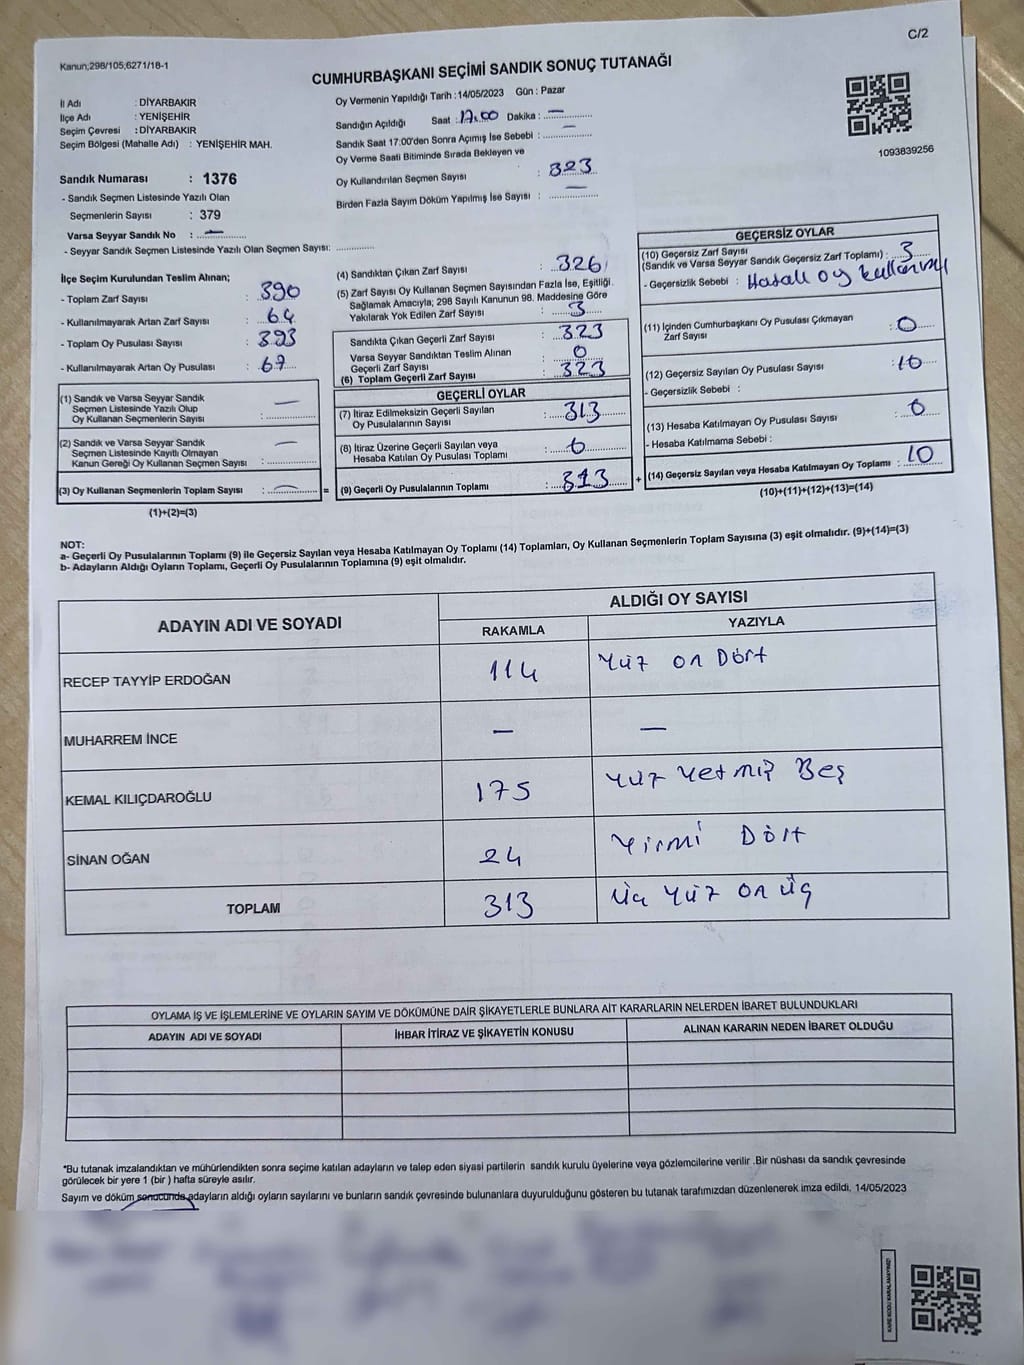 C/2
Kanun;298/105;6271/18-1
CUMHURBAŞKANI SEÇİMİ SANDIK SONUÇ TUTANAĞI
İl Adı : DİYARBAKIR
İlçe Adı : YENİŞEHİR
Seçim Çevresi : DİYARBAKIR
Seçim Bölgesi (Mahalle Adı) : YENİŞEHİR MAH.
Sandık Numarası : 1376
- Sandık Seçmen Listesinde Yazılı Olan
Seçmenlerin Sayısı : 379
Varsa Seyyar Sandık No : —
- Seyyar Sandık Seçmen Listesinde Yazılı Olan Seçmen Sayısı: ............
Oy Vermenin Yapıldığı Tarih :14/05/2023 Gün : Pazar
Sandığın Açıldığı Saat : 17.00 Dakika : —
Sandık Saat 17:00'den Sonra Açımış İse Sebebi : —
Oy Verme Saati Bitiminde Sırada Bekleyen ve
Oy Kullandırılan Seçmen Sayısı : 323
Birden Fazla Sayım Döküm Yapılmış İse Sayısı : —
1093839256
İlçe Seçim Kurulundan Teslim Alınan;
- Toplam Zarf Sayısı : 390
- Kullanılmayarak Artan Zarf Sayısı : 64
- Toplam Oy Pusulası Sayısı : 393
- Kullanılmayarak Artan Oy Pusulası : 67
(1) Sandık ve Varsa Seyyar Sandık
Seçmen Listesinde Yazılı Olup
Oy Kullanan Seçmenlerin Sayısı : —
(2) Sandık ve Varsa Seyyar Sandık
Seçmen Listesinde Kayıtlı Olmayan
Kanun Gereği Oy Kullanan Seçmen Sayısı : —
(3) Oy Kullanan Seçmenlerin Toplam Sayısı : — =
(1)+(2)=(3)
(4) Sandıktan Çıkan Zarf Sayısı : 326
(5) Zarf Sayısı Oy Kullanan Seçmen Sayısından Fazla İse, Eşitliği
Sağlamak Amacıyla; 298 Sayılı Kanunun 98. Maddesine Göre
Yakılarak Yok Edilen Zarf Sayısı : 3
Sandıkta Çıkan Geçerli Zarf Sayısı : 323
Varsa Seyyar Sandıktan Teslim Alınan
Geçerli Zarf Sayısı : 0
(6) Toplam Geçerli Zarf Sayısı : 323
GEÇERLİ OYLAR
(7) İtiraz Edilmeksizin Geçerli Sayılan
Oy Pusulalarının Sayısı : 313
(8) İtiraz Üzerine Geçerli Sayılan veya
Hesaba Katılan Oy Pusulası Toplamı : 0
(9) Geçerli Oy Pusulalarının Toplamı : 313 +
GEÇERSİZ OYLAR
(10) Geçersiz Zarf Sayısı
(Sandık ve Varsa Seyyar Sandık Geçersiz Zarf Toplamı) : 3
- Geçersizlik Sebebi : Hatalı oy kullanımı
(11) İçinden Cumhurbaşkanı Oy Pusulası Çıkmayan
Zarf Sayısı : 0
(12) Geçersiz Sayılan Oy Pusulası Sayısı : 10
- Geçersizlik Sebebi :
(13) Hesaba Katılmayan Oy Pusulası Sayısı : 0
- Hesaba Katılmama Sebebi :
(14) Geçersiz Sayılan veya Hesaba Katılmayan Oy Toplamı : 10
(10)+(11)+(12)+(13)=(14)
NOT:
a- Geçerli Oy Pusulalarının Toplamı (9) ile Geçersiz Sayılan veya Hesaba Katılmayan Oy Toplamı (14) Toplamları, Oy Kullanan Seçmenlerin Toplam Sayısına (3) eşit olmalıdır. (9)+(14)=(3)
b- Adayların Aldığı Oyların Toplamı, Geçerli Oy Pusulalarının Toplamına (9) eşit olmalıdır.
ADAYIN ADI VE SOYADI
ALDIĞI OY SAYISI
RAKAMLA YAZIYLA
RECEP TAYYİP ERDOĞAN 114 Yüz on Dört
MUHARREM İNCE — —
KEMAL KILIÇDAROĞLU 175 Yüz Yetmiş Beş
SİNAN OĞAN 24 Yirmi Dört
TOPLAM 313 Üç Yüz on Üç
OYLAMA İŞ VE İŞLEMLERİNE VE OYLARIN SAYIM VE DÖKÜMÜNE DAİR ŞİKAYETLERLE BUNLARA AİT KARARLARIN NELERDEN İBARET BULUNDUKLARI
ADAYIN ADI VE SOYADI İHBAR İTİRAZ VE ŞİKAYETİN KONUSU ALINAN KARARIN NEDEN İBARET OLDUĞU
*Bu tutanak imzalandıktan ve mühürlendikten sonra seçime katılan adayların ve talep eden siyasi partilerin sandık kurulu üyelerine veya gözlemcilerine verilir .Bir nüshası da sandık çevresinde
görülecek bir yere 1 (bir ) hafta süreyle asılır.
Sayım ve döküm sonucunda adayların aldığı oyların sayılarını ve bunların sandık çevresinde bulunanlara duyurulduğunu gösteren bu tutanak tarafımızdan düzenlenerek imza edildi. 14/05/2023
KARE KODU KARALAMAYINIZ!